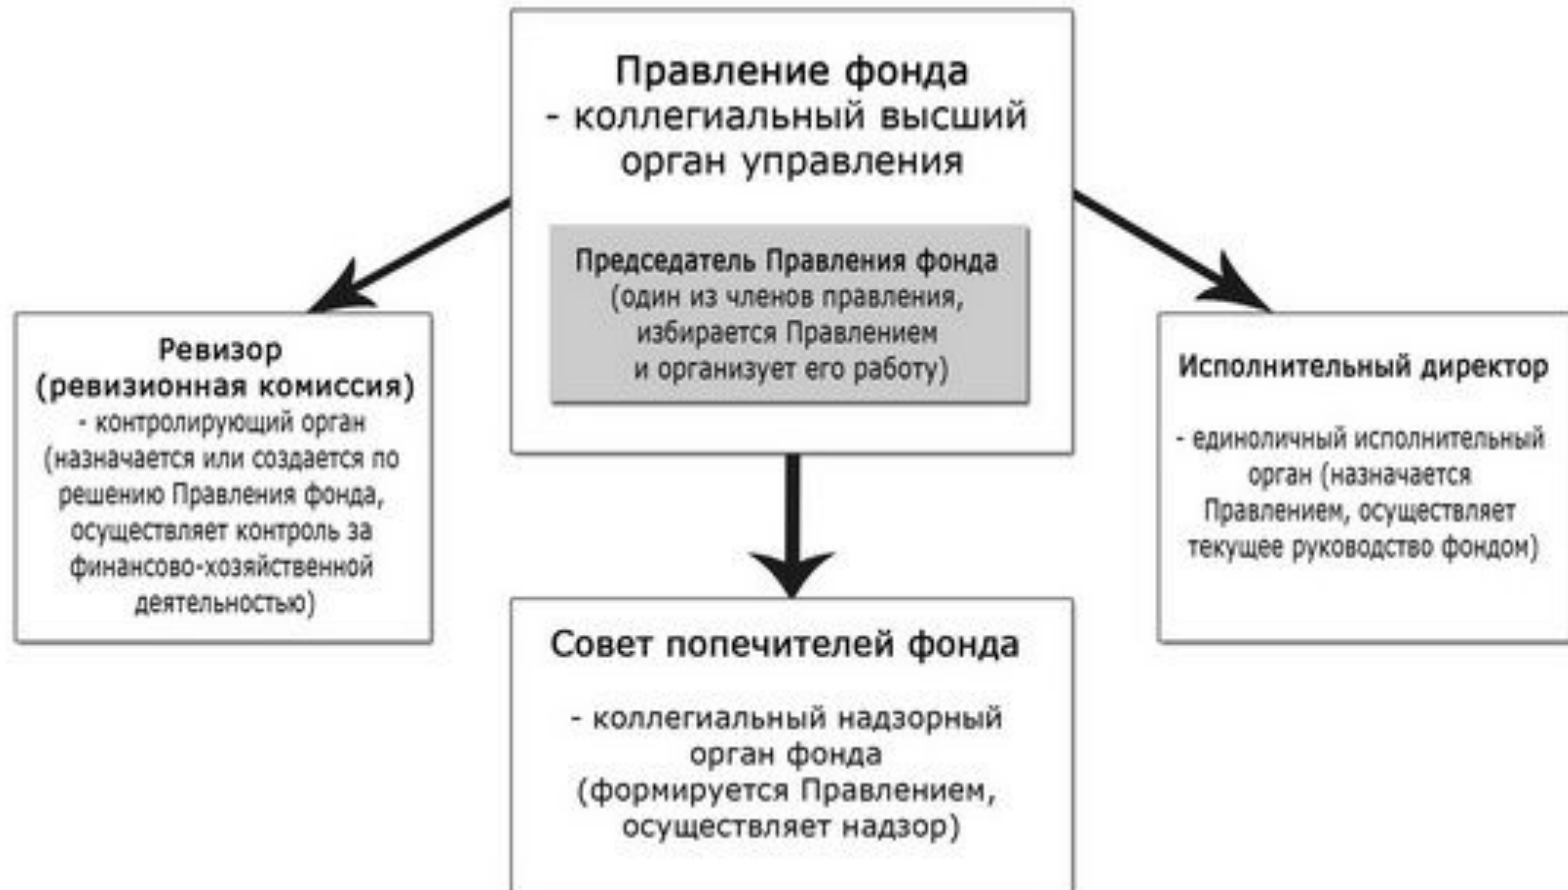 Правление фонда
- коллегиальный высший
орган управления
Председатель Правления фонда
(один из членов правления,
избирается Правлением
и организует его работу)
Ревизор
(ревизионная комиссия)
- контролирующий орган
(назначается или создается по
решению Правления фонда,
осуществляет контроль за
финансово-хозяйственной
деятельностью)
Исполнительный директор
- единоличный исполнительный
орган (назначается
Правлением, осуществляет
текущее руководство фондом)
Совет попечителей фонда
- коллегиальный надзорный
орган фонда
(формируется Правлением,
осуществляет надзор)